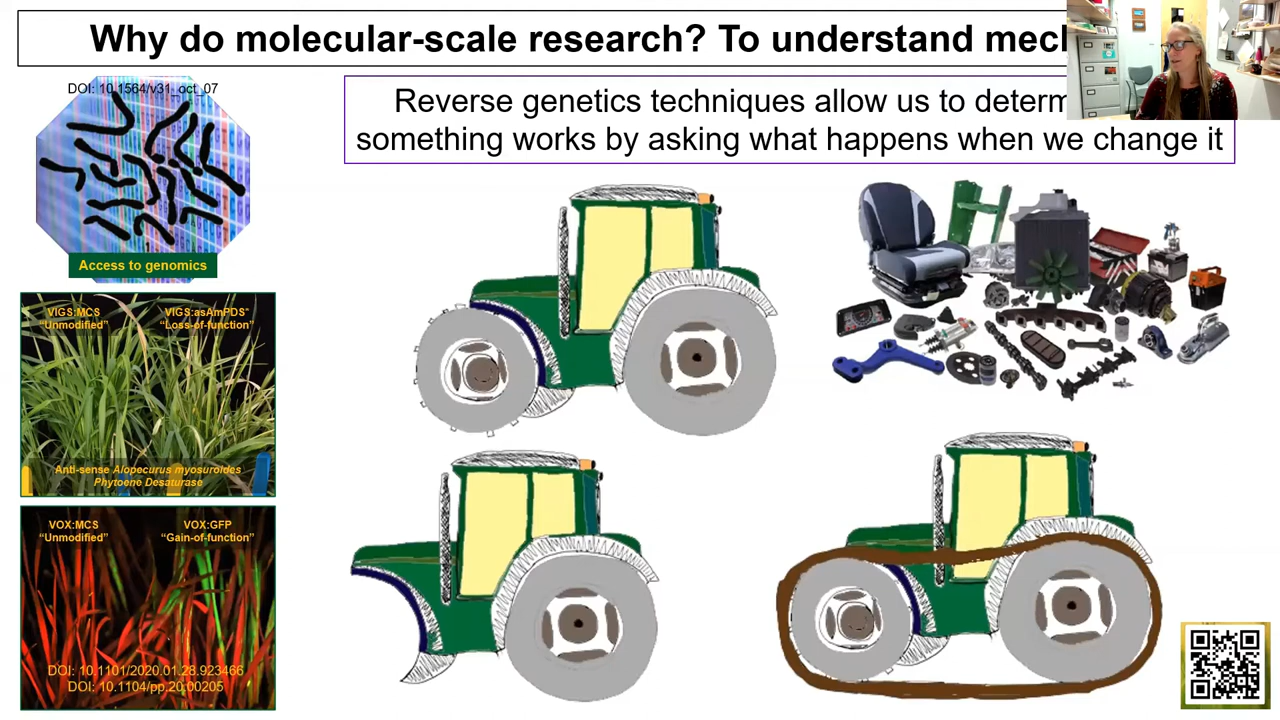 Why do molecular-scale research? To understand
DOI: 10.1564/v31_oct_07
Access to genomics
Reverse genetics techniques allow us to
something works by asking what happens when we change it
VIGS:MCS
"Unmodified"
VIGS:asAmPDS"
"Loss-of-function"
Anti-sense Alopecurus myosuroides
Phytoene Desaturase
VOX:MCS
"Unmodified"
VOX:GFP
"Gain-of-function"
DOI: 10.1101/2020.01.28.923466
DOI: 10.1104/pp.20.00205